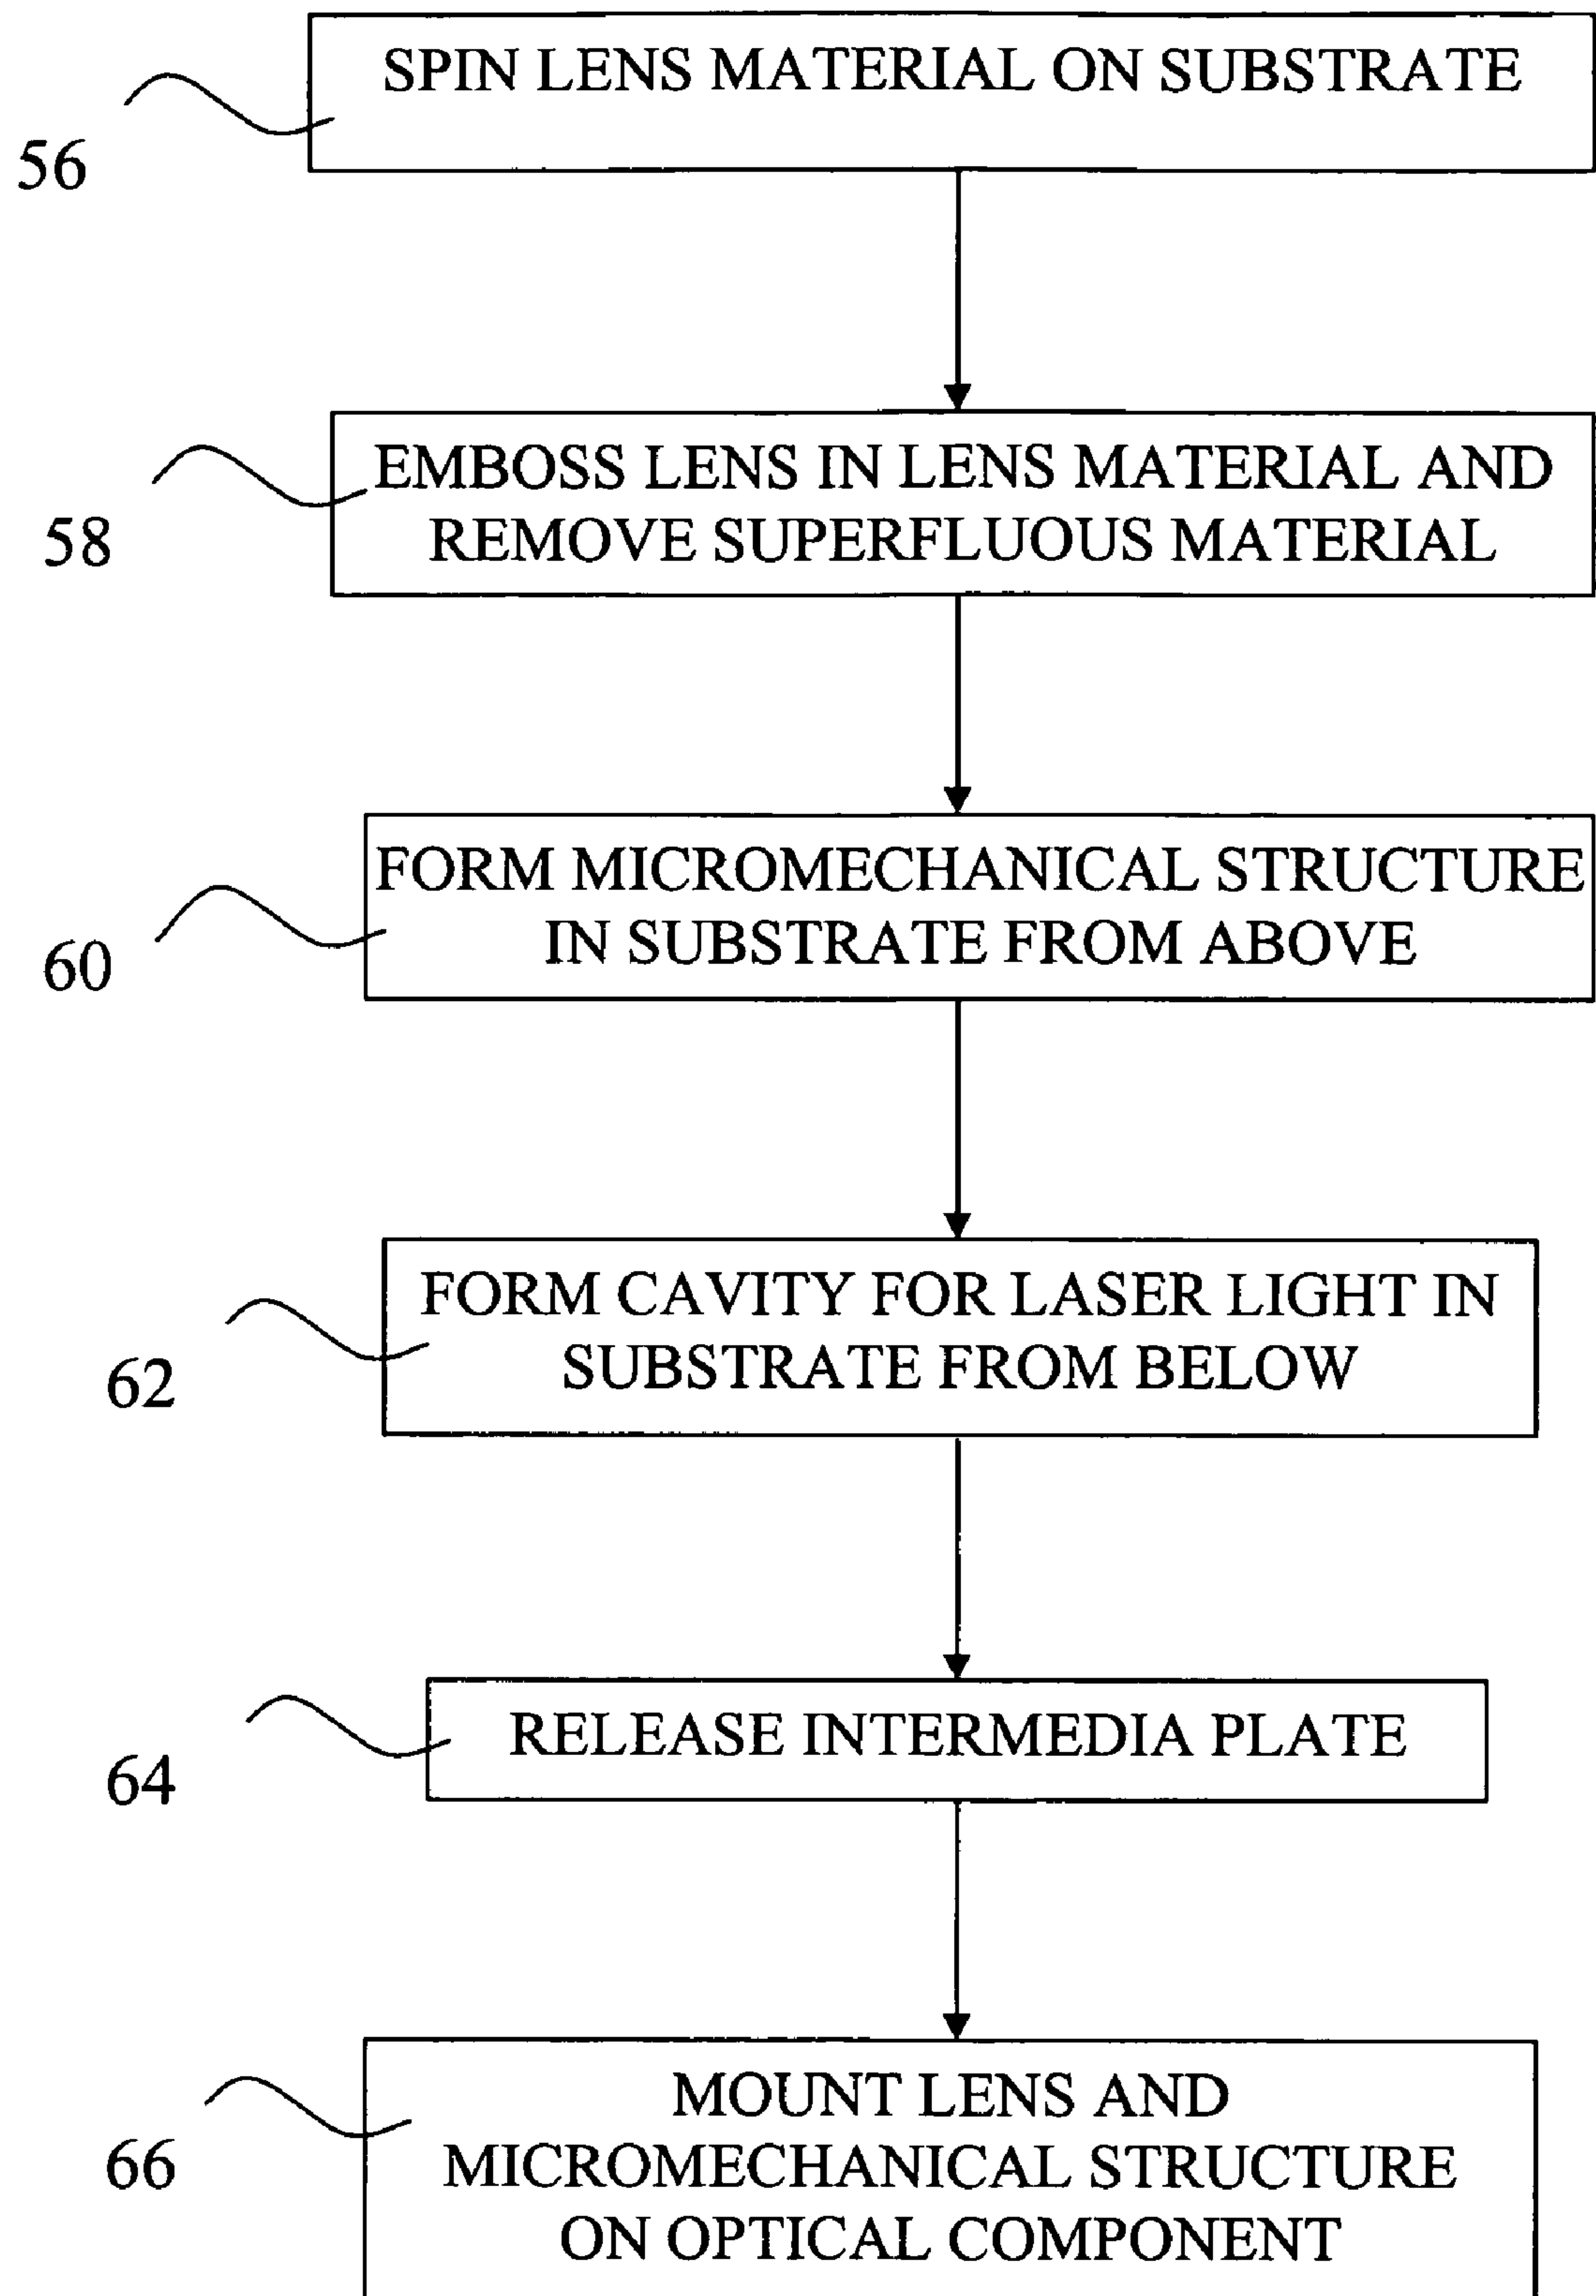 SPIN LENS MATERIAL ON SUBSTRATE
56
EMBOSS LENS IN LENS MATERIAL AND
REMOVE SUPERFLUOUS MATERIAL
58
FORM MICROMECHANICAL STRUCTURE
IN SUBSTRATE FROM ABOVE
60
FORM CAVITY FOR LASER LIGHT IN
SUBSTRATE FROM BELOW
62
RELEASE INTERMEDIA PLATE
64
MOUNT LENS AND
MICROMECHANICAL STRUCTURE
ON OPTICAL COMPONENT
66